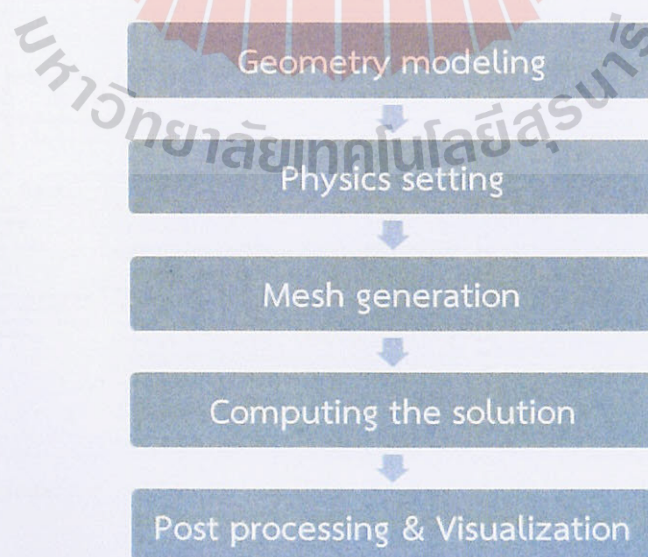 Geometry modeling
มหาวิทยาลัยเทคโนโลยีสุรนารี
Physics setting
Mesh generation
Computing the solution
Post processing & Visualization